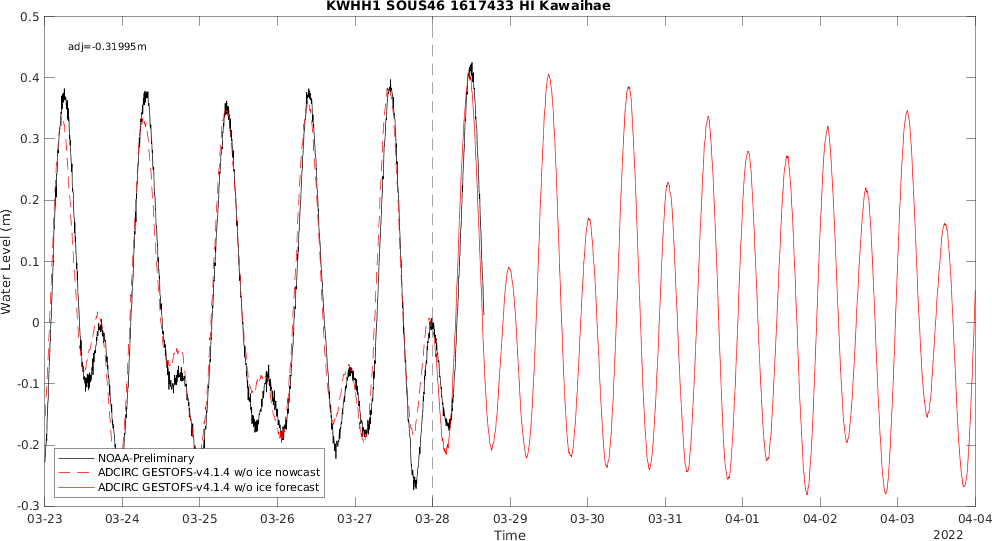 KWHH1 SOUS46 1617433 HI Kawaihae
adj=-0.31995m
Water Level (m)
0.5
0.4
0.3
0.2
0.1
0
-0.1
-0.2
-0.3
NOAA-Preliminary
ADCIRC GESTOFS-v4.1.4 w/o ice nowcast
ADCIRC GESTOFS-v4.1.4 w/o ice forecast
03-23 03-24 03-25 03-26 03-27 03-28 03-29 03-30 03-31 04-01 04-02 04-03 04-04
Time
2022